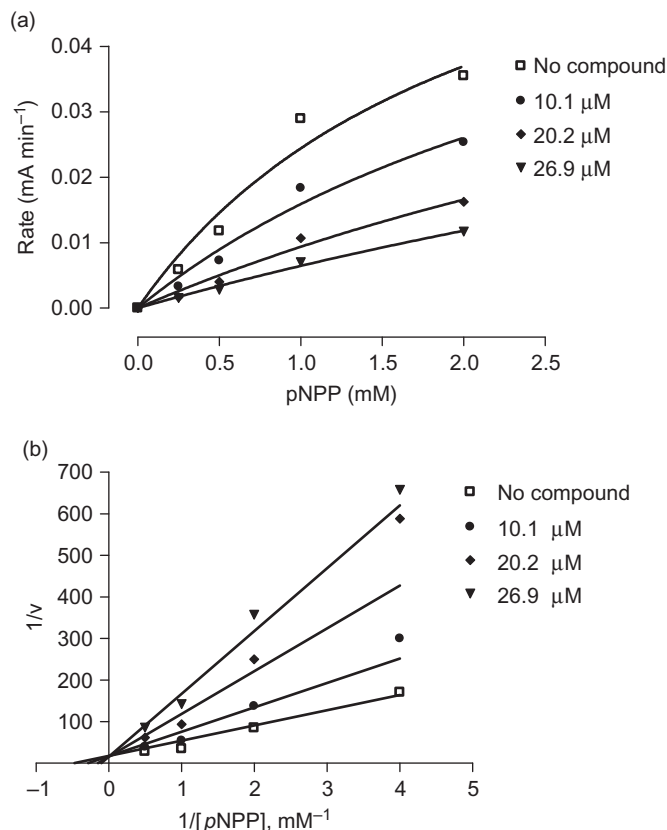 (a)
0.04
0.03
0.02
0.01
0.00
Rate (mA min⁻¹)
0.0 0.5 1.0 1.5 2.0 2.5
pNPP (mM)
No compound
10.1 μM
20.2 μM
26.9 μM
(b)
700
600
500
400
300
200
100
1/v
–1 0 1 2 3 4 5
1/[pNPP], mM⁻¹
No compound
10.1 μM
20.2 μM
26.9 μM